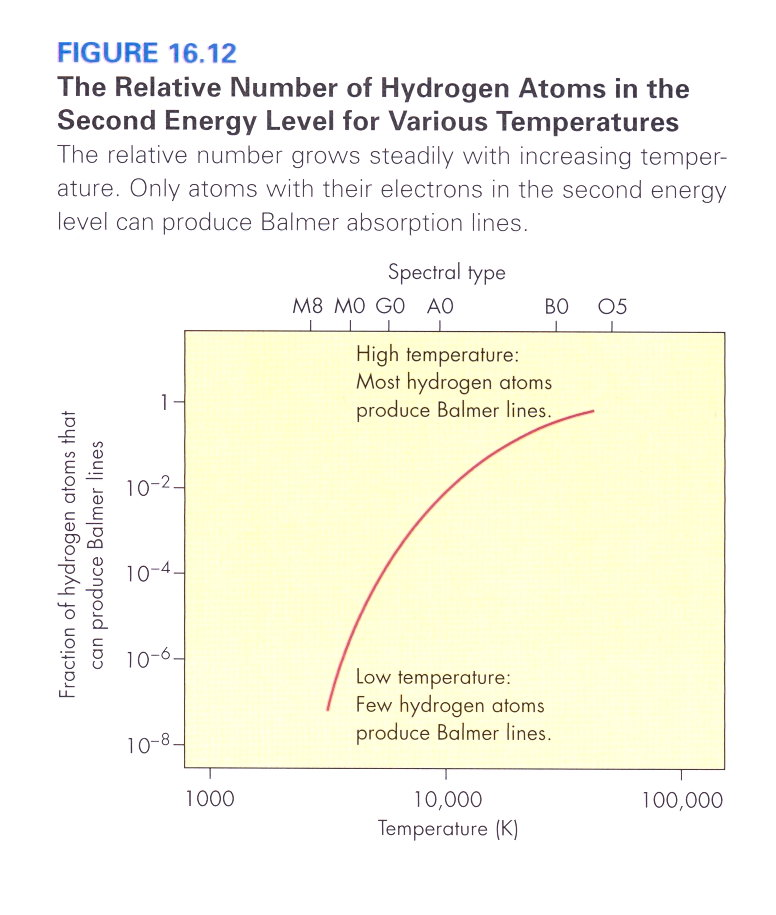 FIGURE 16.12
The Relative Number of Hydrogen Atoms in the
Second Energy Level for Various Temperatures
The relative number grows steadily with increasing temper-
ature. Only atoms with their electrons in the second energy
level can produce Balmer absorption lines.
Spectral type
M8 M0 G0 A0 B0 O5
High temperature:
Most hydrogen atoms
produce Balmer lines.
Fraction of hydrogen atoms that
can produce Balmer lines
1
10⁻²
10⁻⁴
10⁻⁶
10⁻⁸
Low temperature:
Few hydrogen atoms
produce Balmer lines.
1000 10,000 100,000
Temperature (K)